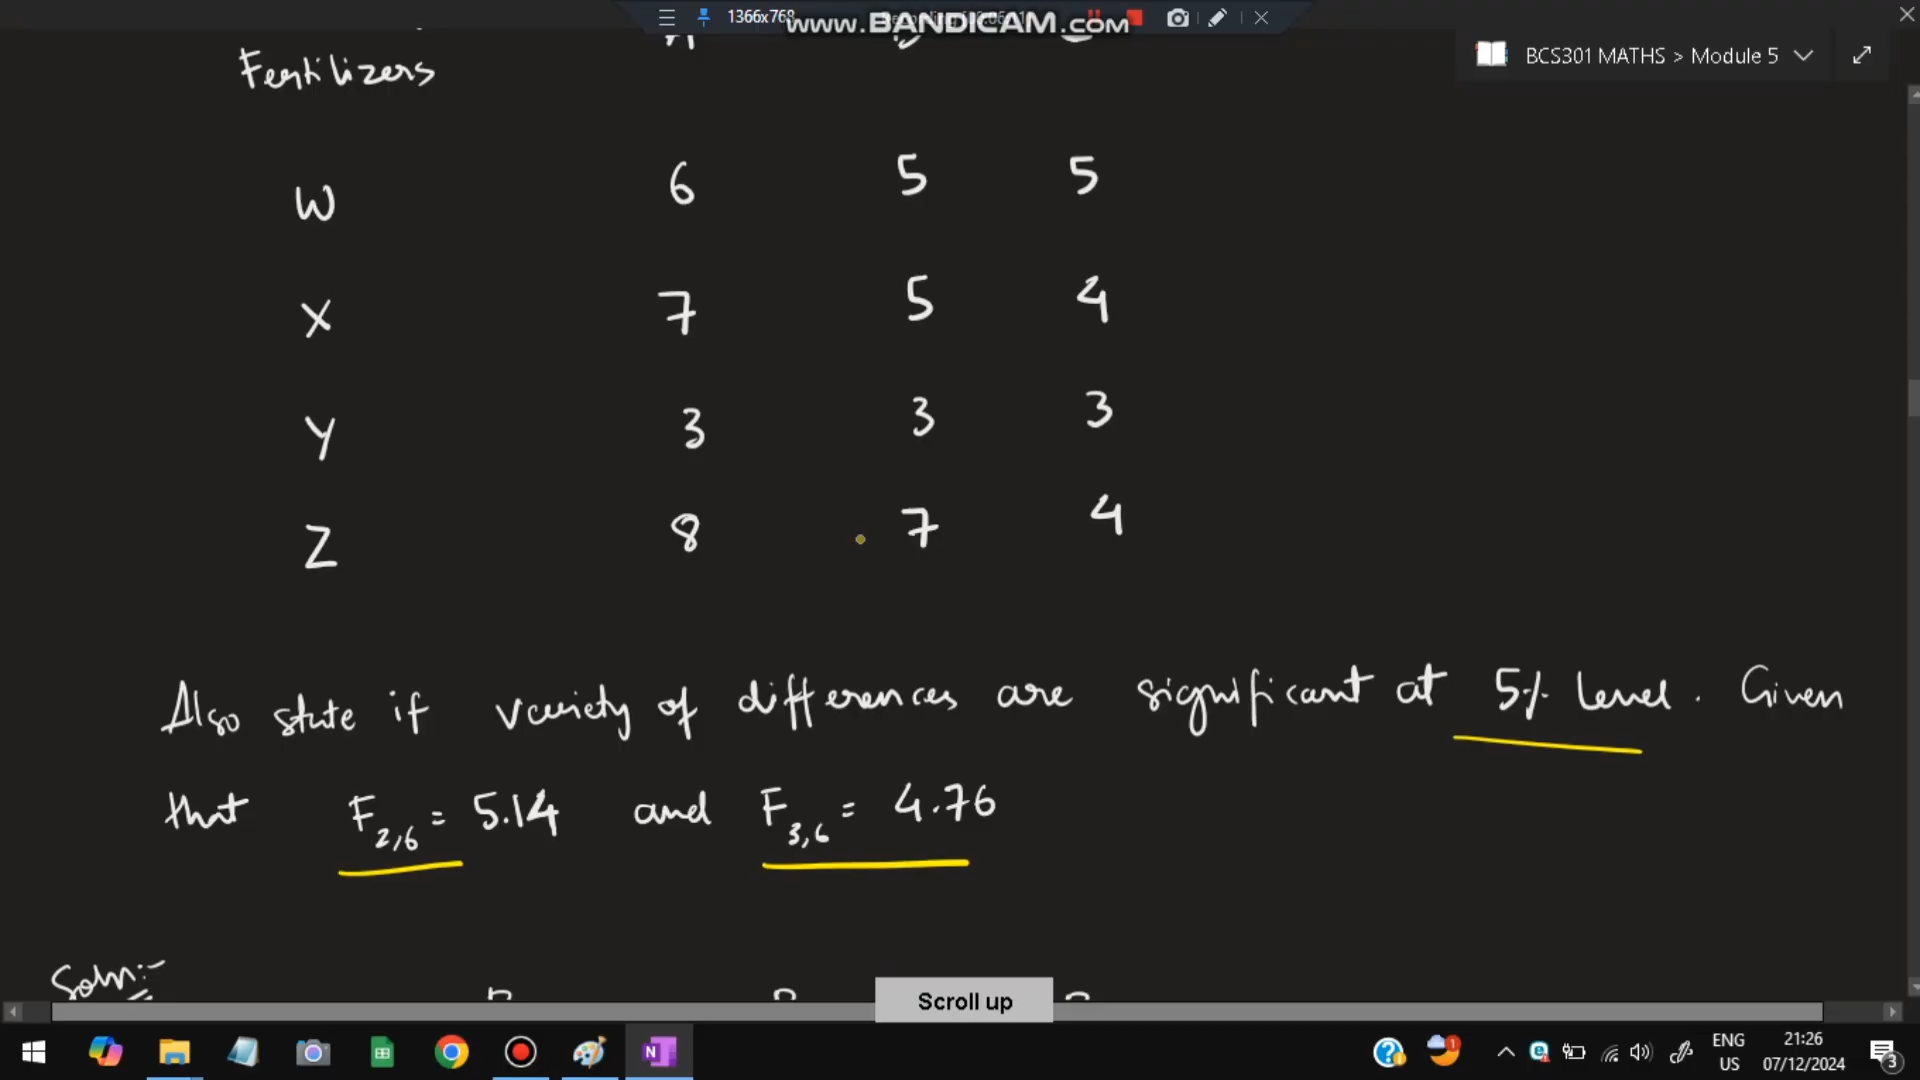 1366x768
www.BANDICAM.com
BCS301 MATHS > Module 5
Fertilizers
W 6 5 5
X 7 5 4
Y 3 3 3
Z 8 7 4
Also state if variety of differences are significant at 5% level. Given
that F2,6 = 5.14 and F3,6 = 4.76
Soln:-
Scroll up
ENG
US
21:26
07/12/2024
3